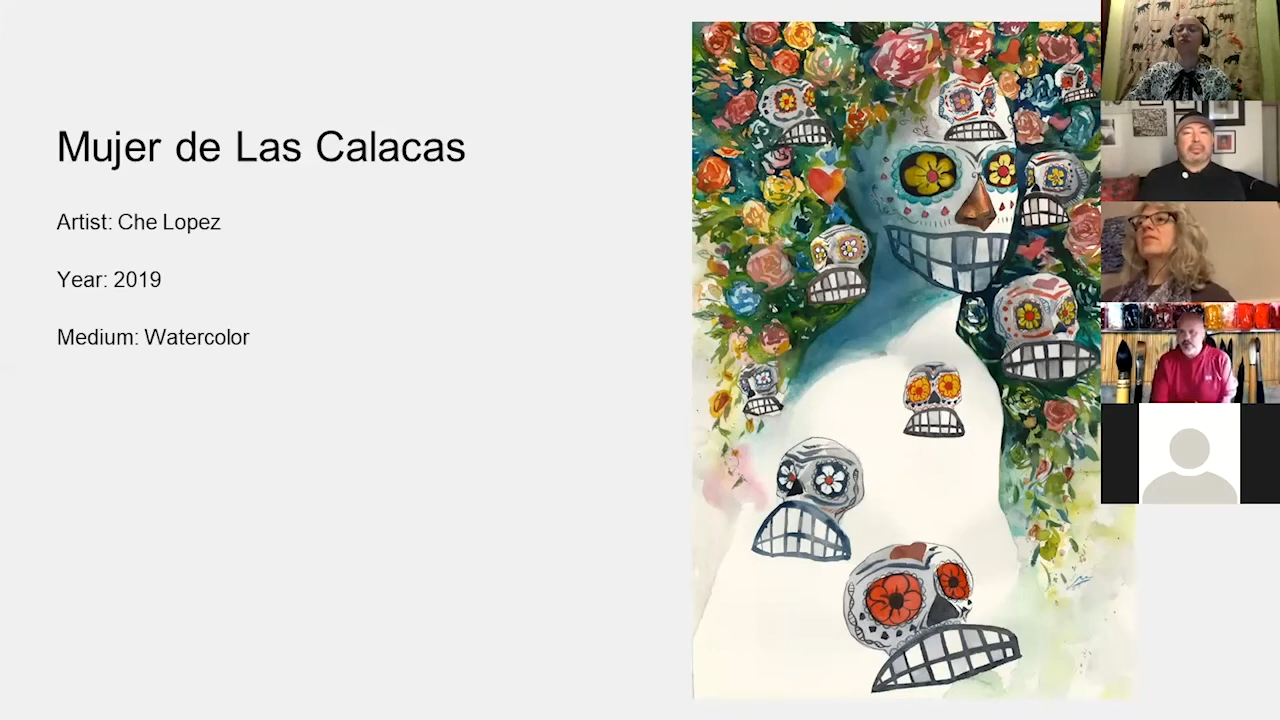 Mujer de Las Calacas
Artist: Che Lopez
Year: 2019
Medium: Watercolor